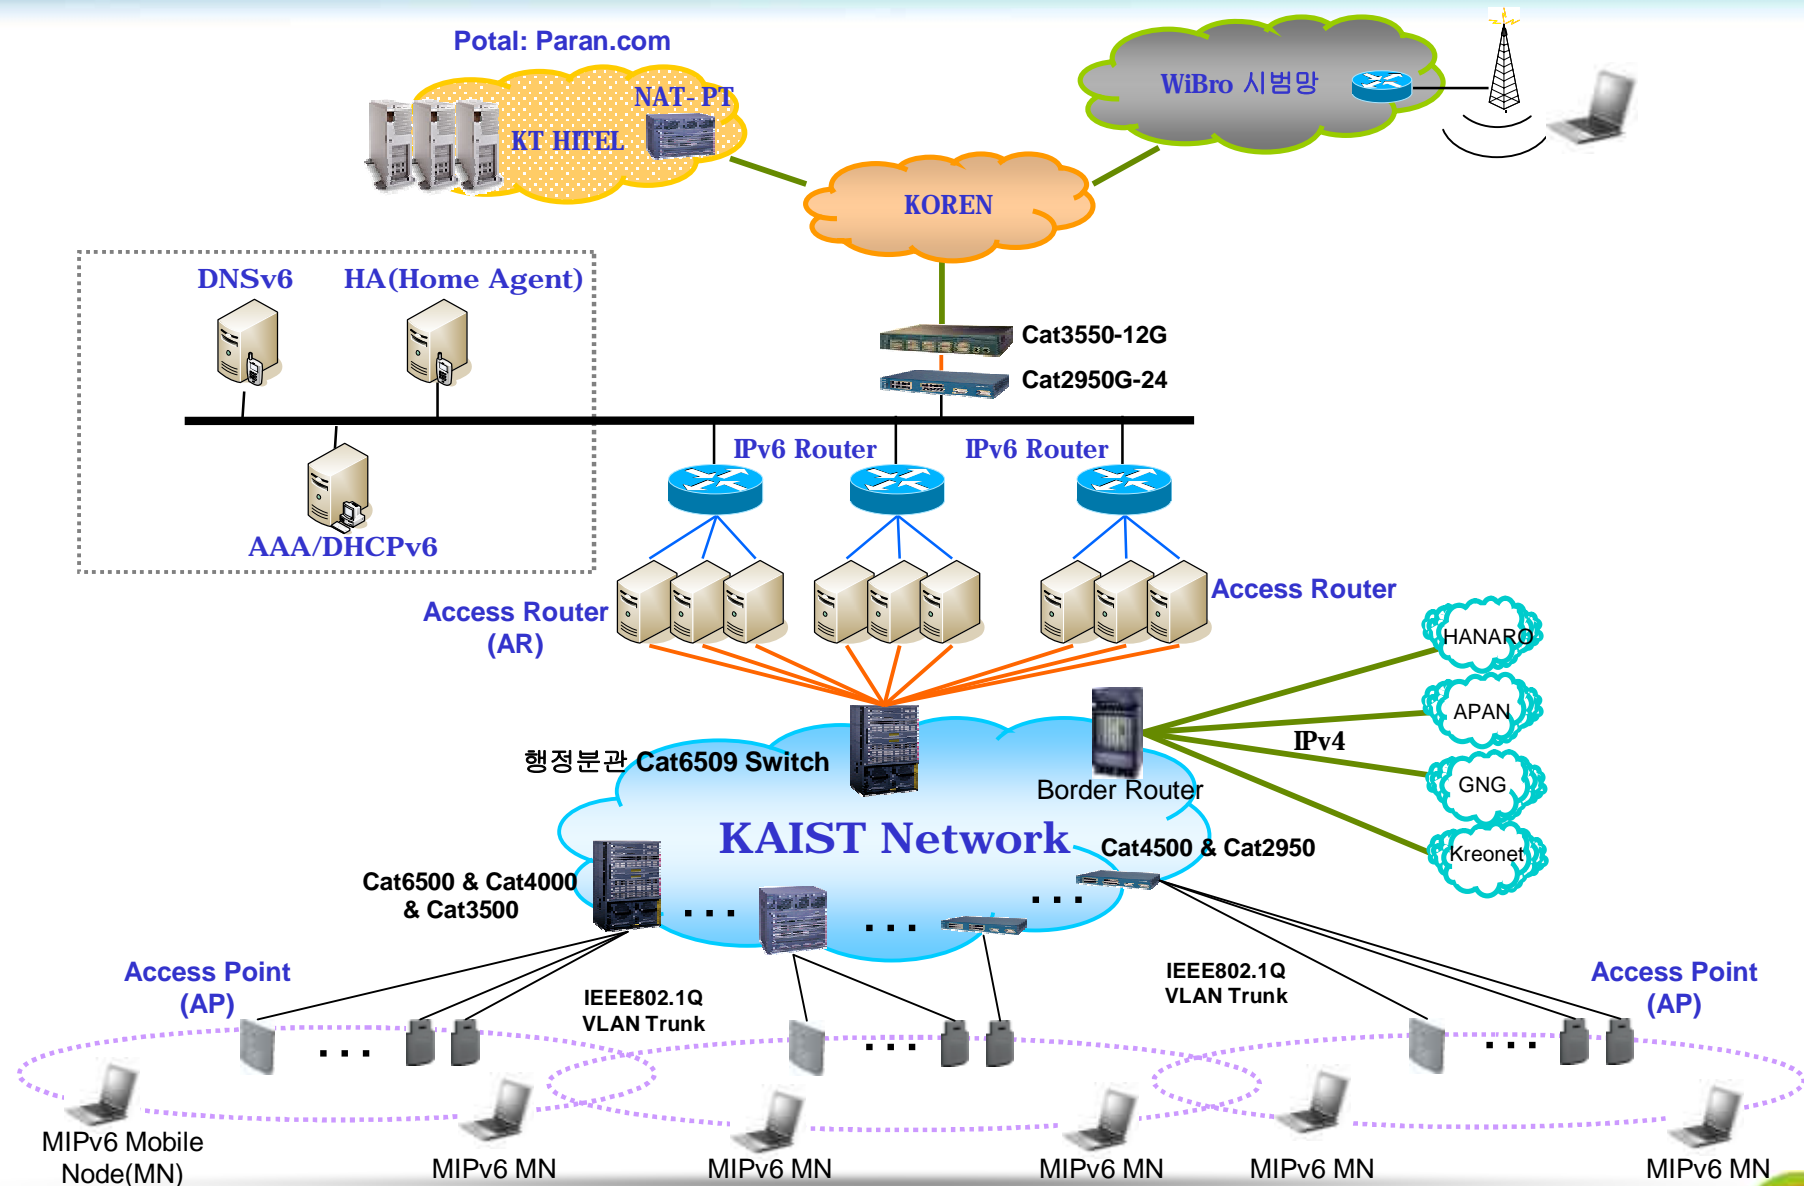 Potal: Paran.com
NAT-PT
KT HITEL
WiBro 시범망
KOREN
DNSv6
HA(Home Agent)
Cat3550-12G
Cat2950G-24
IPv6 Router
IPv6 Router
AAA/DHCPv6
Access Router
(AR)
Access Router
HANARO
APAN
IPv4
GNG
Kreonet
행정분관 Cat6509 Switch
Border Router
KAIST Network
Cat4500 & Cat2950
Cat6500 & Cat4000
& Cat3500
...
...
...
Access Point
(AP)
IEEE802.1Q
VLAN Trunk
IEEE802.1Q
VLAN Trunk
Access Point
(AP)
...
...
...
MIPv6 Mobile
Node(MN)
MIPv6 MN
MIPv6 MN
MIPv6 MN
MIPv6 MN
MIPv6 MN